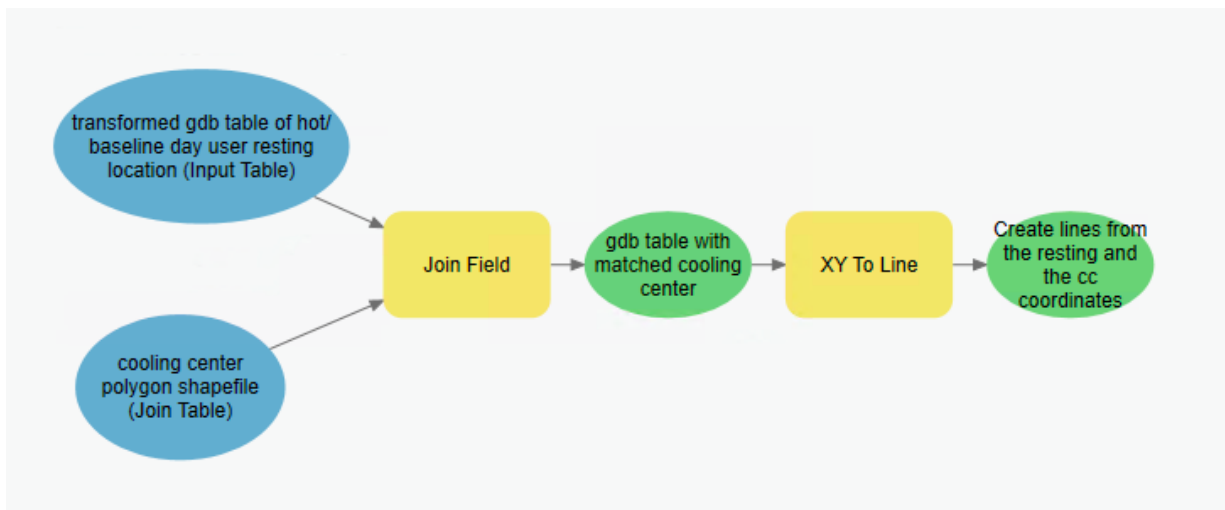 transformed gdb table of hot/
baseline day user resting
location (Input Table)
cooling center
polygon shapefile
(Join Table)
Join Field
gdb table with
matched cooling
center
XY To Line
Create lines from
the resting and
the cc
coordinates